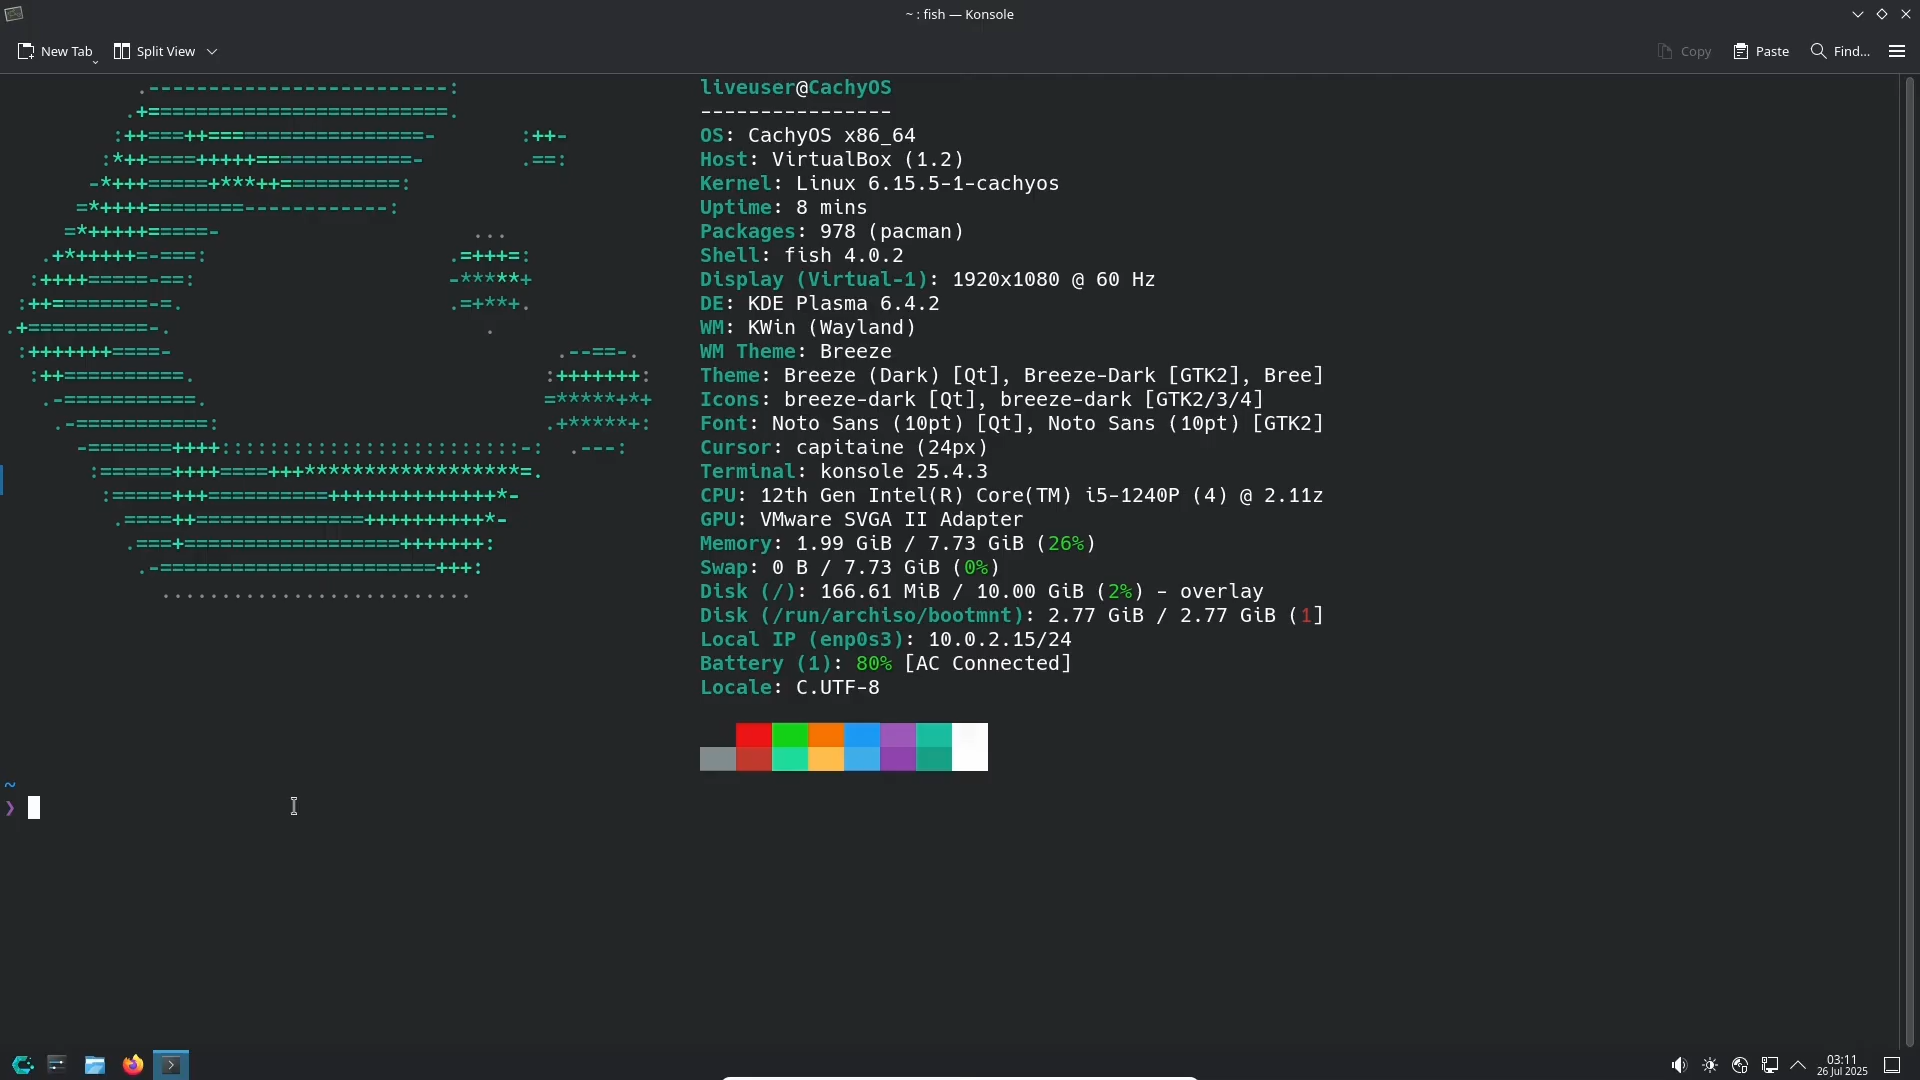 ~ : fish — Konsole
New Tab
Split View
Copy
Paste
Find...
liveuser@CachyOS
----------------
OS: CachyOS x86_64
Host: VirtualBox (1.2)
Kernel: Linux 6.15.5-1-cachyos
Uptime: 8 mins
Packages: 978 (pacman)
Shell: fish 4.0.2
Display (Virtual-1): 1920x1080 @ 60 Hz
DE: KDE Plasma 6.4.2
WM: KWin (Wayland)
WM Theme: Breeze
Theme: Breeze (Dark) [Qt], Breeze-Dark [GTK2], Bree]
Icons: breeze-dark [Qt], breeze-dark [GTK2/3/4]
Font: Noto Sans (10pt) [Qt], Noto Sans (10pt) [GTK2]
Cursor: capitaine (24px)
Terminal: konsole 25.4.3
CPU: 12th Gen Intel(R) Core(TM) i5-1240P (4) @ 2.11z
GPU: VMware SVGA II Adapter
Memory: 1.99 GiB / 7.73 GiB (26%)
Swap: 0 B / 7.73 GiB (0%)
Disk (/): 166.61 MiB / 10.00 GiB (2%) - overlay
Disk (/run/archiso/bootmnt): 2.77 GiB / 2.77 GiB (1]
Local IP (enp0s3): 10.0.2.15/24
Battery (1): 80% [AC Connected]
Locale: C.UTF-8
~
❯
03:11
26 Jul 2025